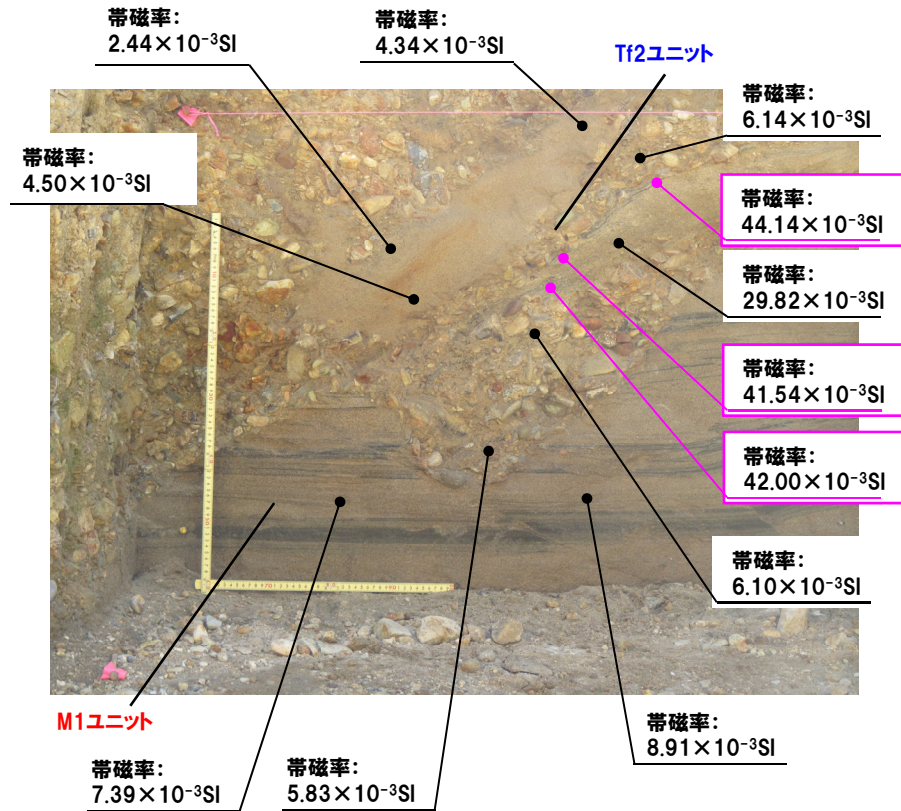 帯磁率:
2.44×10⁻³SI
帯磁率:
4.34×10⁻³SI
Tf2ユニット
帯磁率:
6.14×10⁻³SI
帯磁率:
4.50×10⁻³SI
帯磁率:
44.14×10⁻³SI
帯磁率:
29.82×10⁻³SI
帯磁率:
41.54×10⁻³SI
帯磁率:
42.00×10⁻³SI
帯磁率:
6.10×10⁻³SI
M1ユニット
帯磁率:
7.39×10⁻³SI
帯磁率:
5.83×10⁻³SI
帯磁率:
8.91×10⁻³SI